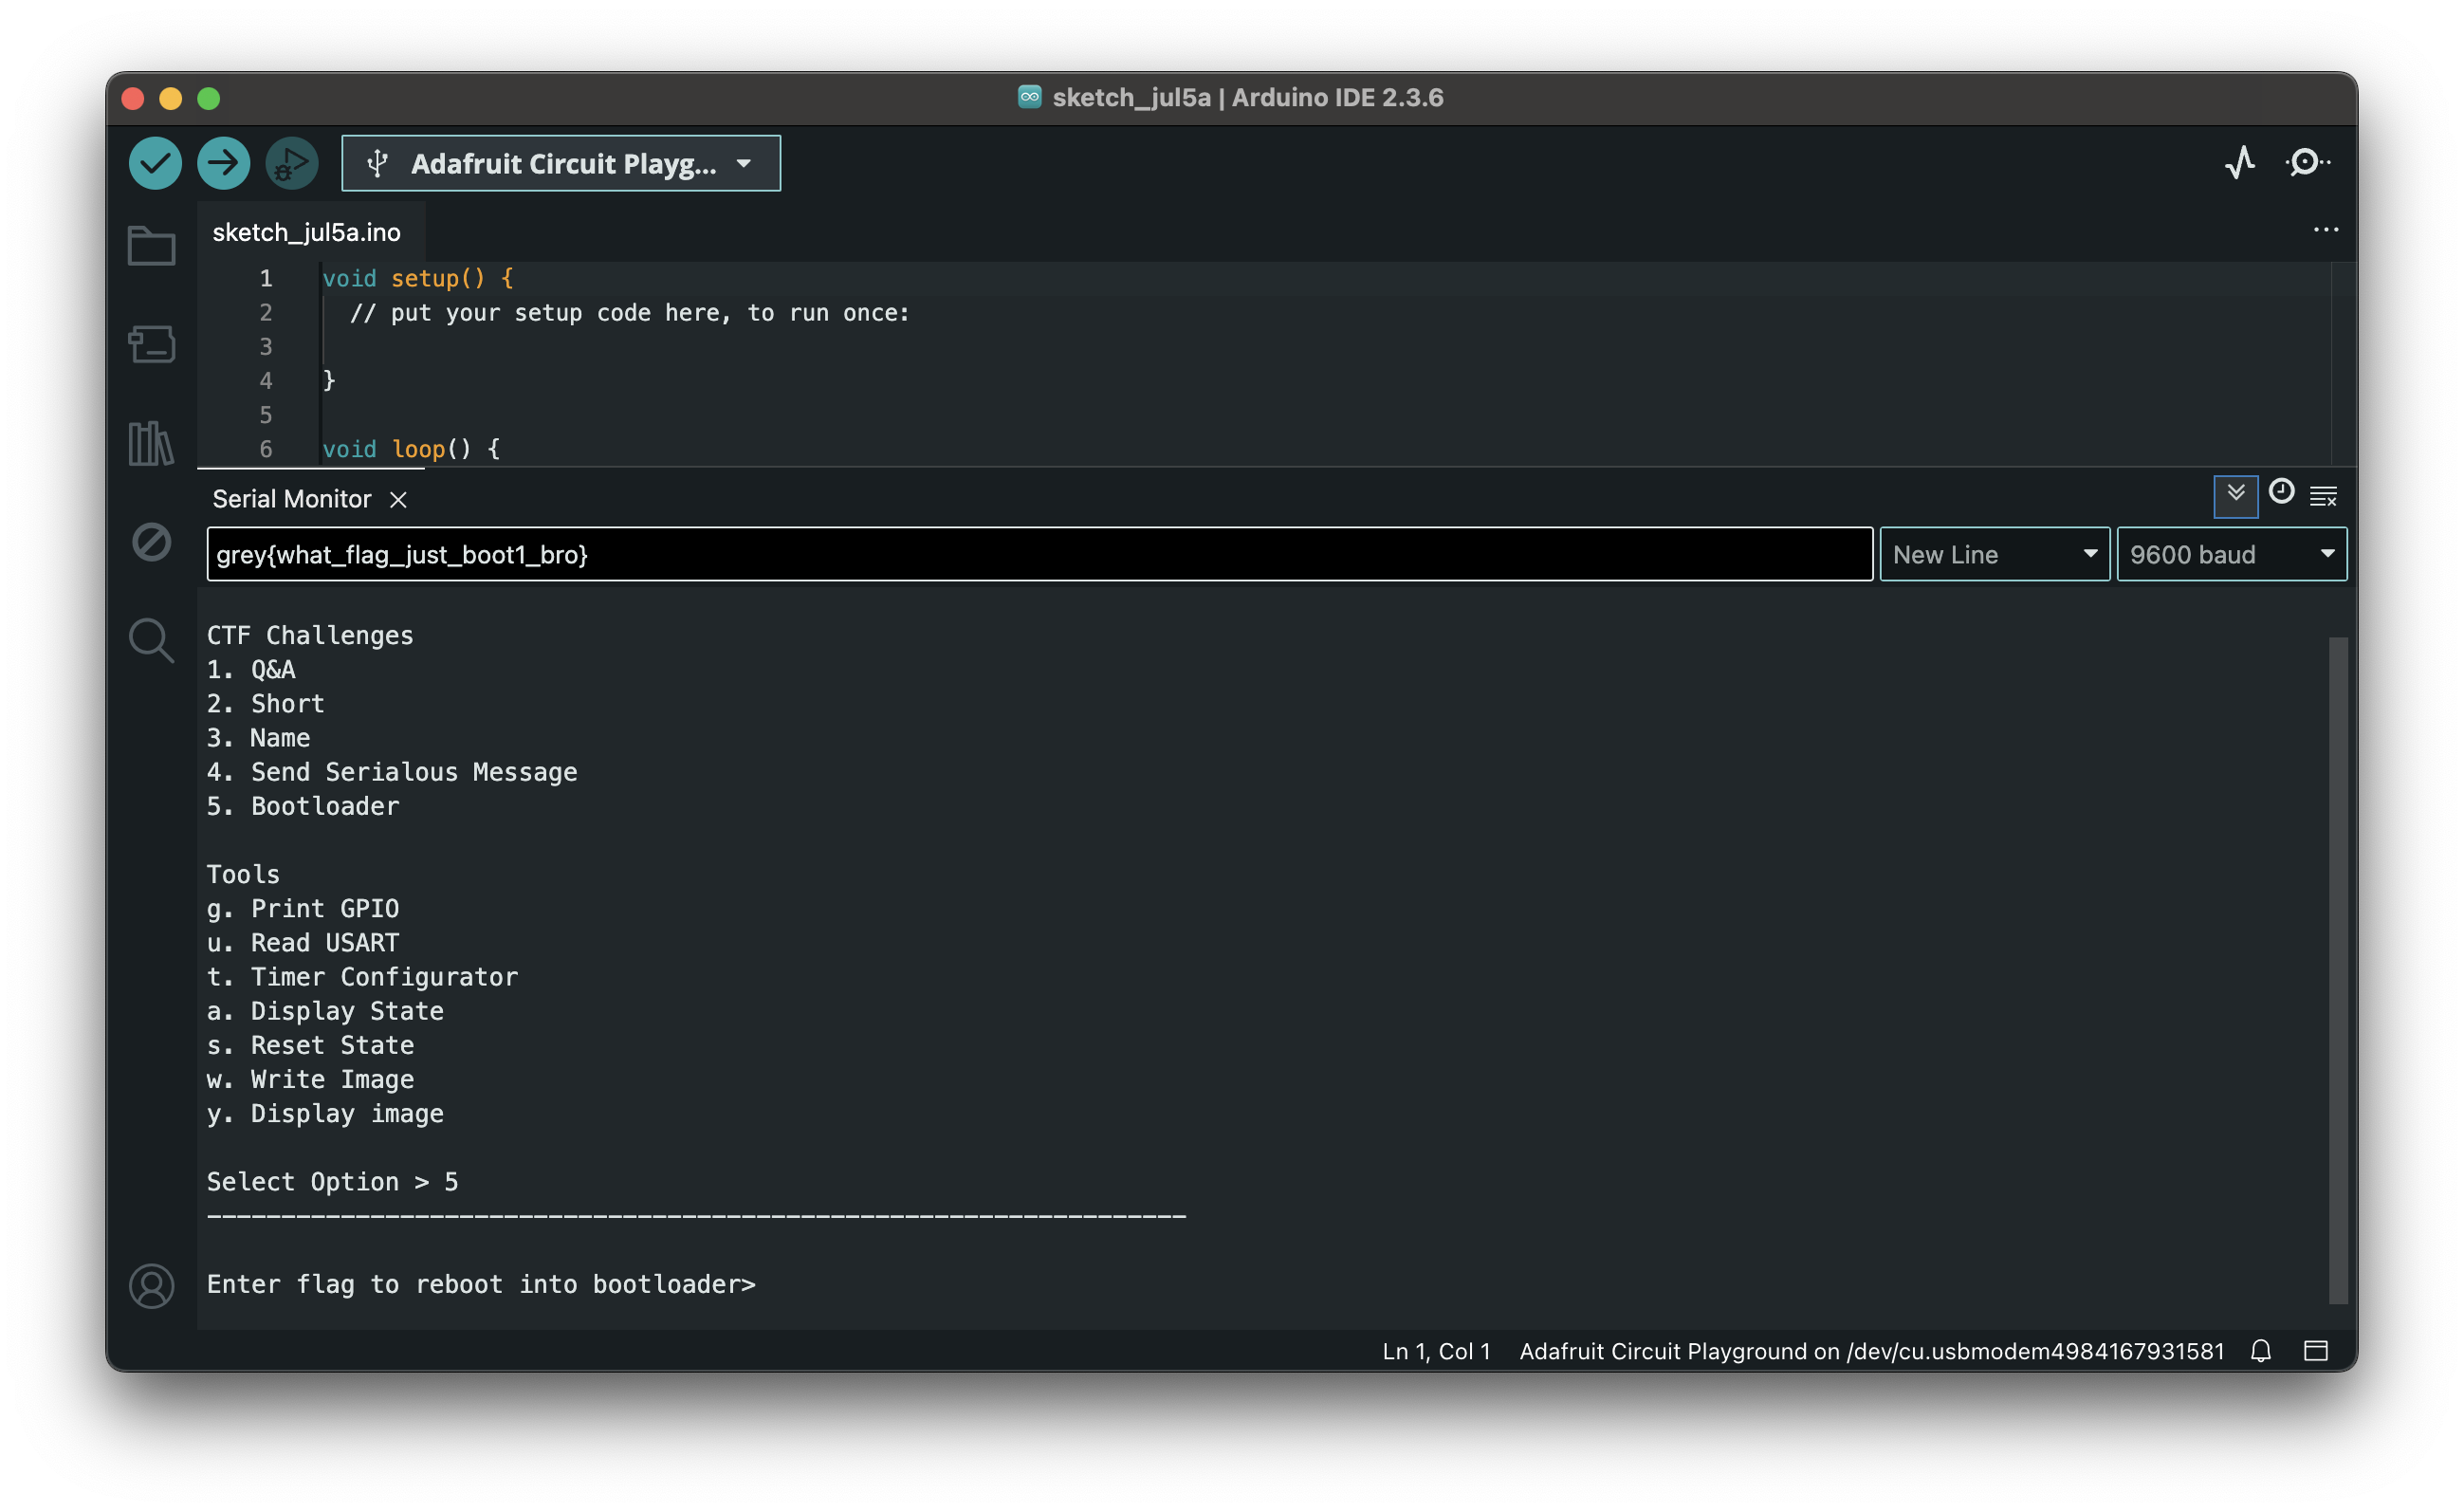 sketch_jul5a | Arduino IDE 2.3.6
Adafruit Circuit Playg...
sketch_jul5a.ino
1 void setup() {
2 // put your setup code here, to run once:
3
4 }
5
6 void loop() {
Serial Monitor
grey{what_flag_just_boot1_bro}
New Line
9600 baud
CTF Challenges
1. Q&A
2. Short
3. Name
4. Send Serialous Message
5. Bootloader
Tools
g. Print GPIO
u. Read USART
t. Timer Configurator
a. Display State
s. Reset State
w. Write Image
y. Display image
Select Option > 5
------------------------------------------------------------------
Enter flag to reboot into bootloader>
Ln 1, Col 1 Adafruit Circuit Playground on /dev/cu.usbmodem4984167931581